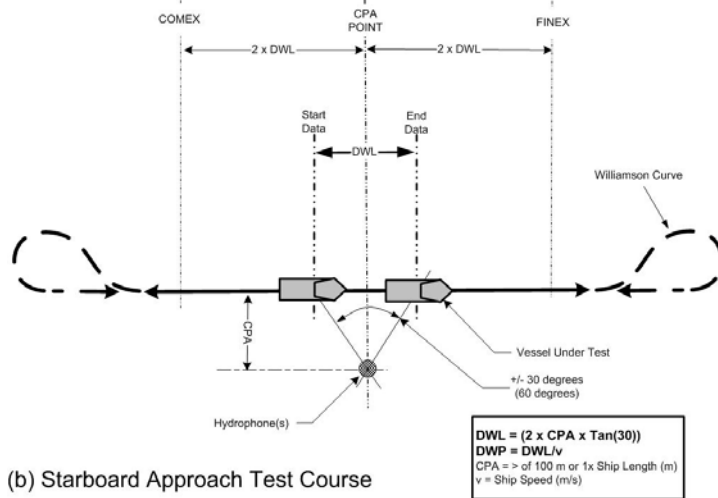 COMEX
CPA
POINT
FINEX
2 x DWL
2 x DWL
Start
Data
End
Data
DWL
Williamson Curve
CPA
Vessel Under Test
+/- 30 degrees
(60 degrees)
Hydrophone(s)
DWL = (2 x CPA x Tan(30))
DWP = DWL/v
CPA = > of 100 m or 1x Ship Length (m)
v = Ship Speed (m/s)
(b) Starboard Approach Test Course